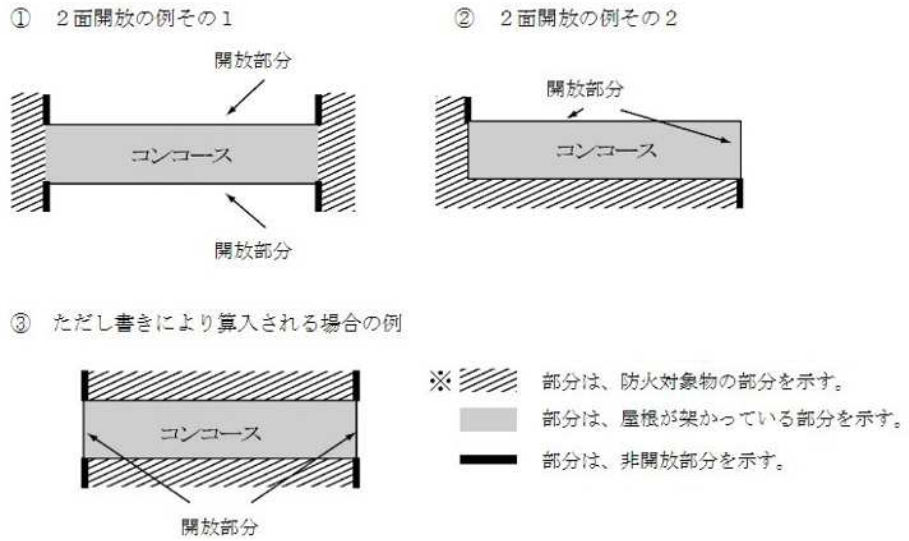 ① ２面開放の例その１
② ２面開放の例その２
開放部分
コンコース
開放部分
開放部分
コンコース
③ ただし書きにより算入される場合の例
コンコース
開放部分
※ 部分は、防火対象物の部分を示す。
部分は、屋根が架かっている部分を示す。
部分は、非開放部分を示す。